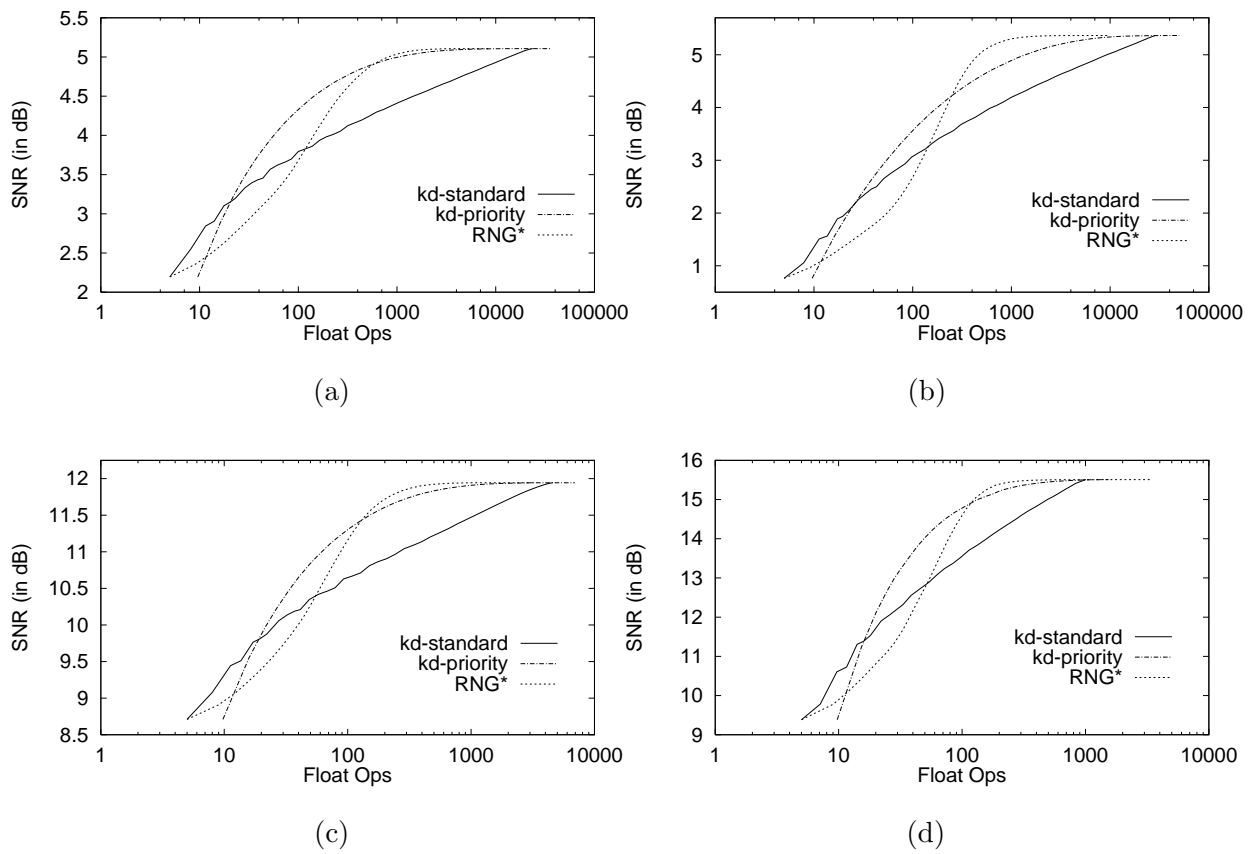 5.5
5
4.5
4
3.5
3
2.5
2
SNR (in dB)
1
10
100
1000
10000
100000
Float Ops
kd-standard
kd-priority
RNG*
(a)
5
4
3
2
1
SNR (in dB)
1
10
100
1000
10000
100000
Float Ops
kd-standard
kd-priority
RNG*
(b)
12
11.5
11
10.5
10
9.5
9
8.5
SNR (in dB)
1
10
100
1000
10000
Float Ops
kd-standard
kd-priority
RNG*
(c)
16
15
14
13
12
11
10
9
SNR (in dB)
1
10
100
1000
10000
Float Ops
kd-standard
kd-priority
RNG*
(d)